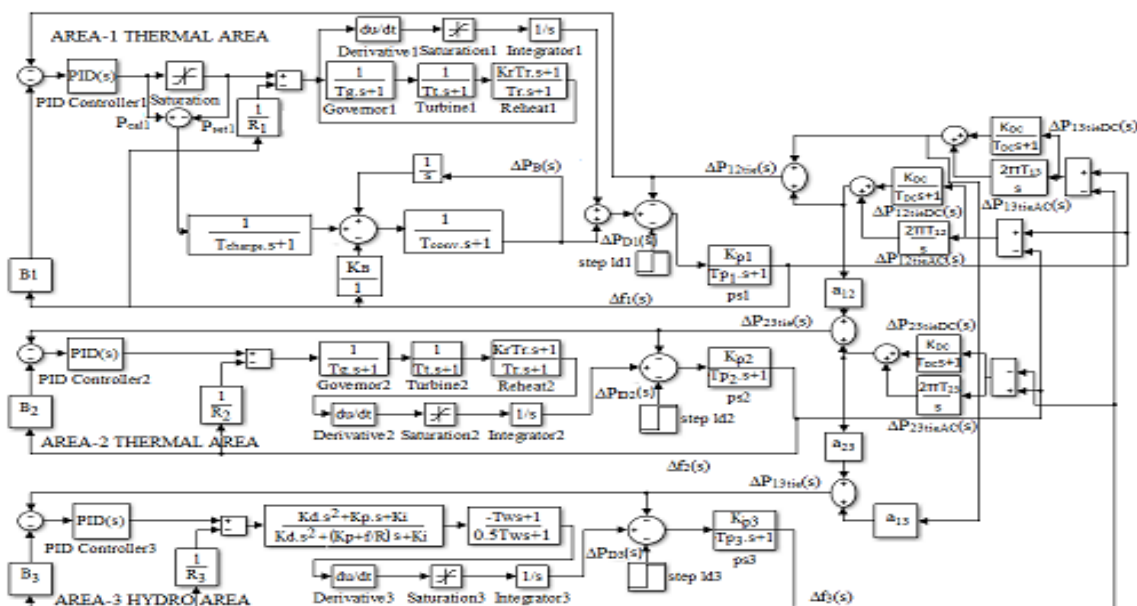 AREA-1 THERMAL AREA
du/dt
1/s
Derivative1 Saturation1 Integrator1
PID(s)
PID Controller1 Saturation
1
Tg.s+1
Governor1
1
Tt.s+1
Turbine1
KrTr.s+1
Tr.s+1
Reheat1
Pcal1
Pset1
1
R1
1
s
ΔPB(s)
1
Tcharge.s+1
1
Tconv.s+1
KB
1
B1
ΔPD1(s)
step ld1
Kp1
Tp1.s+1
ps1
Δf1(s)
ΔP12tie(s)
KDC
TDCs+1
ΔP13tieDC(s)
2πT13
s
ΔP13tieAC(s)
KDC
TDCs+1
ΔP12tieDC(s)
2πT12
s
ΔP12tieAC(s)
a12
ΔP23tie(s)
PID(s)
PID Controller2
1
Tg.s+1
Governor2
1
Tt.s+1
Turbine2
KrTr.s+1
Tr.s+1
Reheat2
B2
1
R2
du/dt
1/s
Derivative2 Saturation2 Integrator2
AREA-2 THERMAL AREA
ΔPD2(s)
step ld2
Kp2
Tp2.s+1
ps2
Δf2(s)
ΔP23tieDC(s)
KDC
TDCs+1
2πT23
s
ΔP23tieAC(s)
a23
ΔP13tie(s)
a13
PID(s)
PID Controller3
Kd.s²+Kp.s+Ki
Kd.s²+(Kp+f/R)s+Ki
-Tws+1
0.5Tws+1
B3
1
R3
du/dt
1/s
Derivative3 Saturation3 Integrator3
AREA-3 HYDRO AREA
ΔPD3(s)
step ld3
Kp3
Tp3.s+1
ps3
Δf3(s)